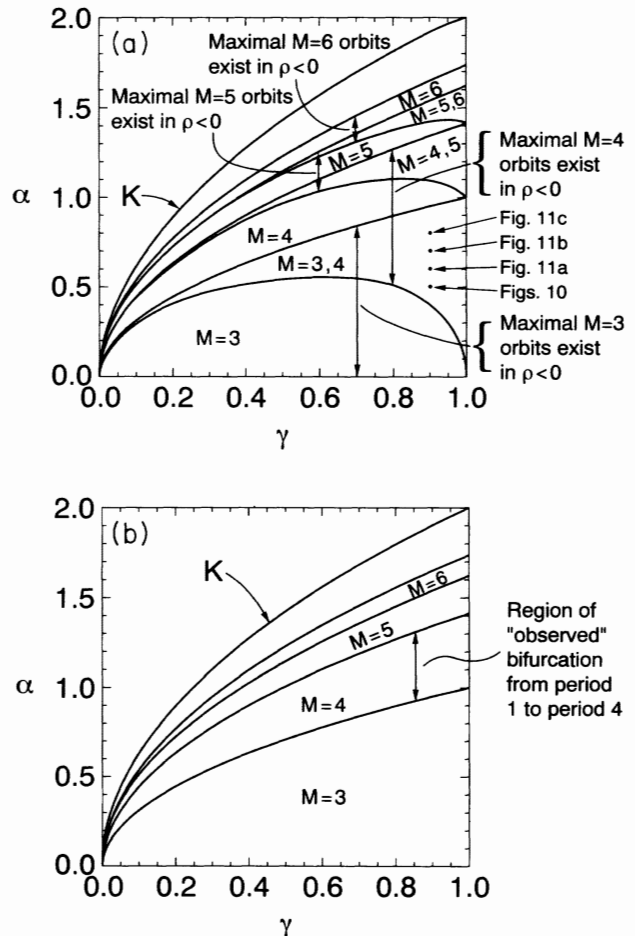 2.0
(a)
Maximal M=6 orbits
exist in ρ<0
Maximal M=5 orbits
exist in ρ<0
1.5
M=6
M=5,6
M=5
M=4,5
Maximal M=4
orbits exist
in ρ<0
α
1.0
K
M=4
Fig. 11c
Fig. 11b
Fig. 11a
Figs. 10
0.5
M=3,4
M=3
Maximal M=3
orbits exist
in ρ<0
0.0
0.0 0.2 0.4 0.6 0.8 1.0
γ
2.0
(b)
K
1.5
M=6
M=5
Region of
"observed"
bifurcation
from period
1 to period 4
α
1.0
M=4
0.5
M=3
0.0
0.0 0.2 0.4 0.6 0.8 1.0
γ